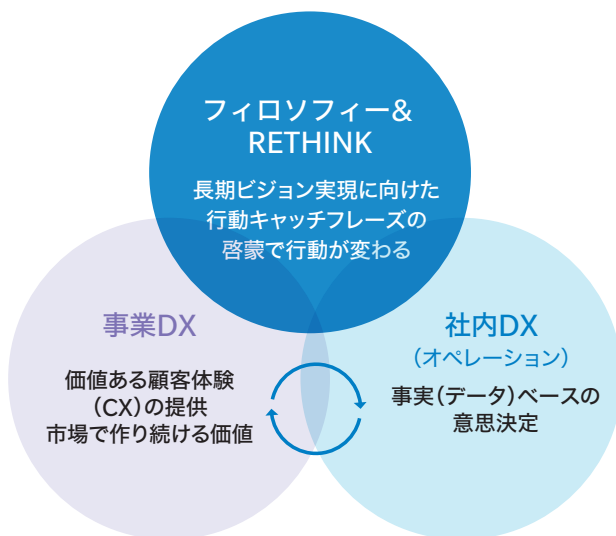 フィロソフィー&
RETHINK
長期ビジョン実現に向けた
行動キャッチフレーズの
啓蒙で行動が変わる
事業DX
価値ある顧客体験
（CX）の提供
市場で作り続ける価値
社内DX
（オペレーション）
事実（データ）ベースの
意思決定